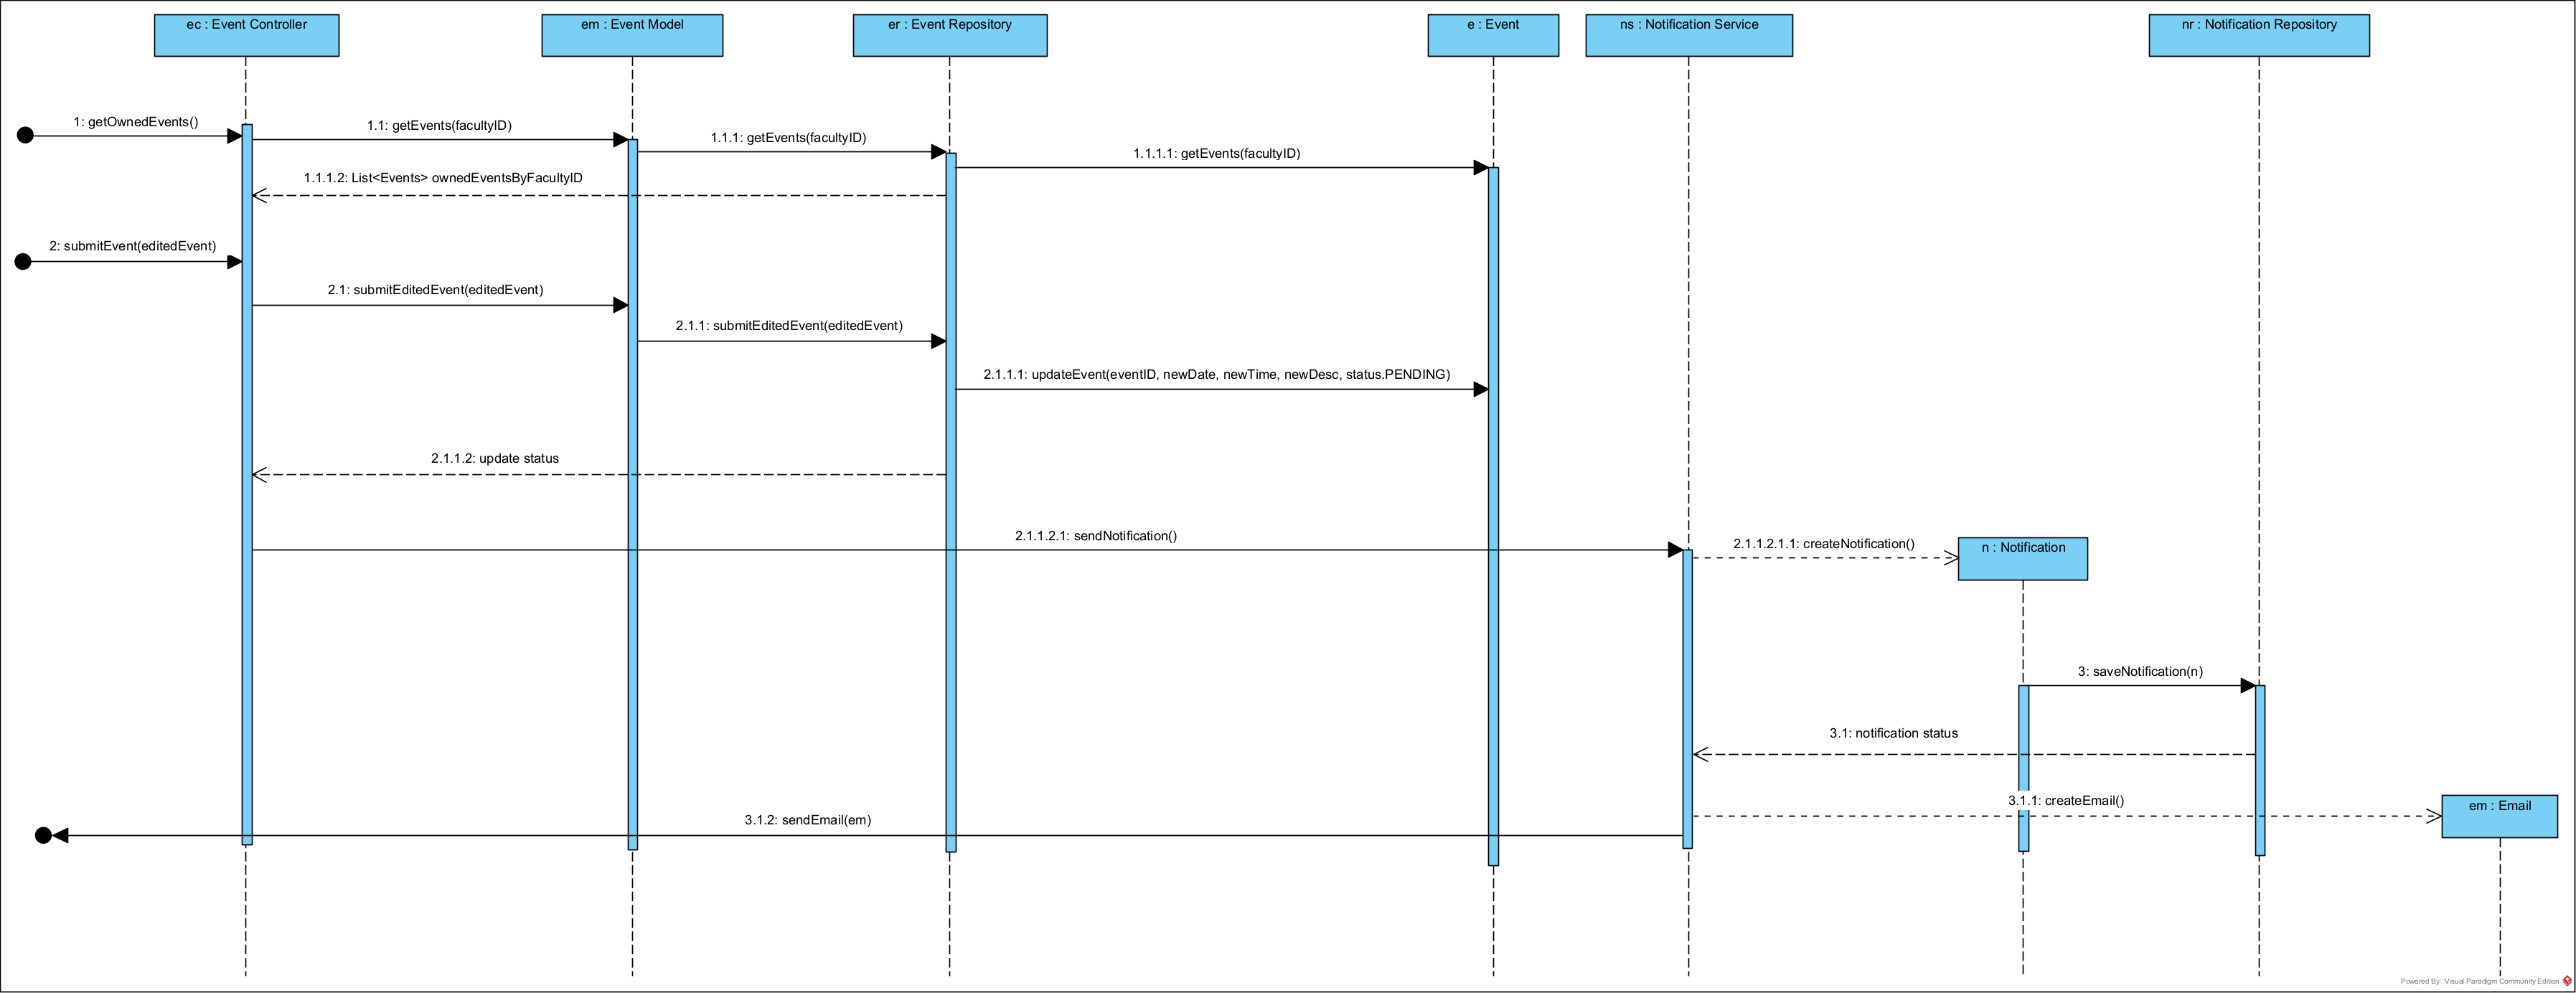 ec : Event Controller
em : Event Model
er : Event Repository
e : Event
ns : Notification Service
nr : Notification Repository
1: getOwnedEvents()
1.1: getEvents(facultyID)
1.1.1: getEvents(facultyID)
1.1.1.1: getEvents(facultyID)
1.1.1.2: List<Events> ownedEventsByFacultyID
2: submitEvent(editedEvent)
2.1: submitEditedEvent(editedEvent)
2.1.1: submitEditedEvent(editedEvent)
2.1.1.1: updateEvent(eventID, newDate, newTime, newDesc, status.PENDING)
2.1.1.2: update status
2.1.1.2.1: sendNotification()
2.1.1.2.1.1: createNotification()
n : Notification
3: saveNotification(n)
3.1: notification status
3.1.1: createEmail()
em : Email
3.1.2: sendEmail(em)
Powered By: Visual Paradigm Community Edition